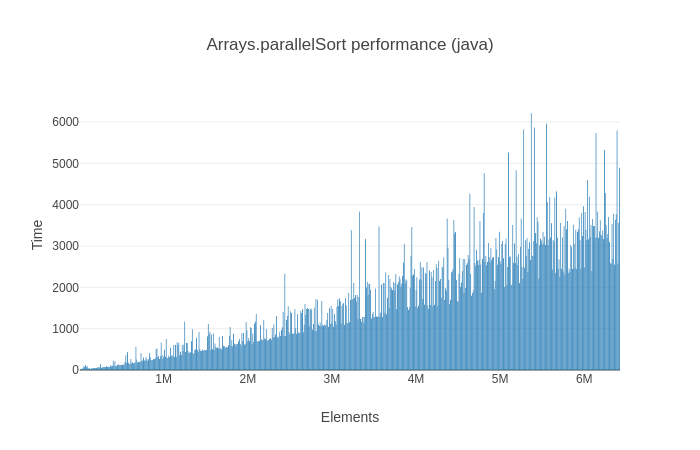 Arrays.parallelSort performance (java)
6000
5000
4000
3000
2000
1000
0
Time
1M
2M
3M
4M
5M
6M
Elements